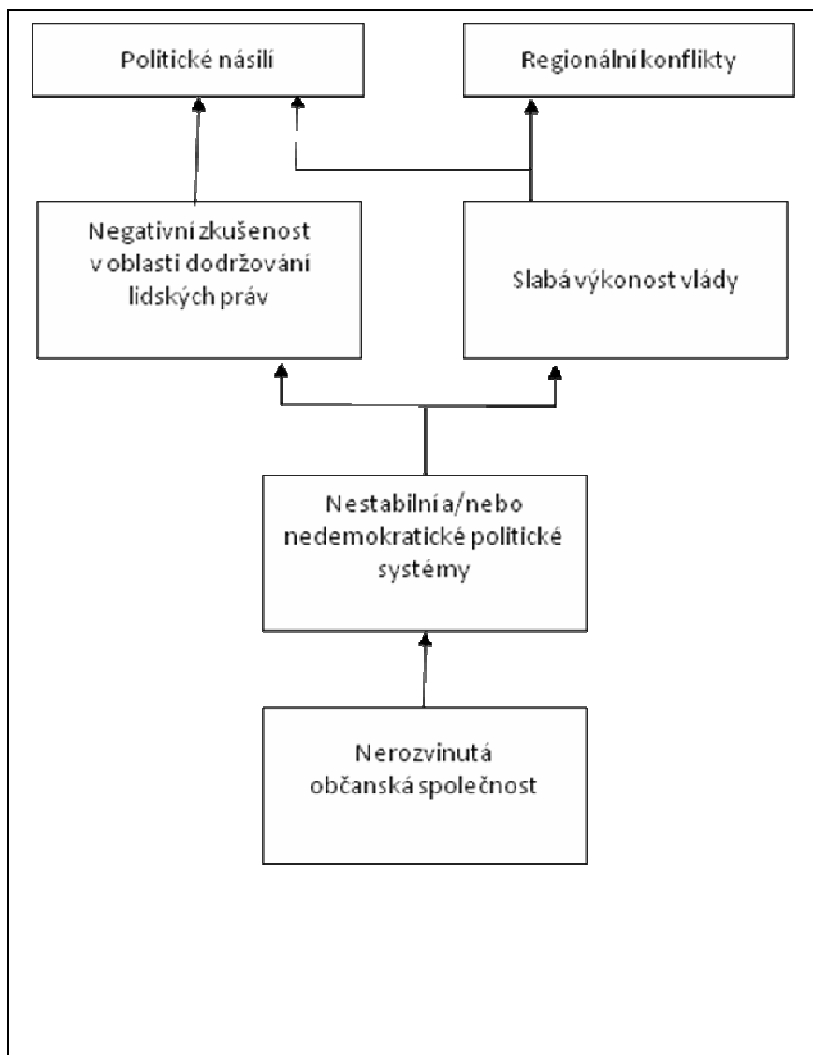 Politické násilí
Regionální konflikty
Negativní zkušenost
v oblasti dodržování
lidských práv
Slabá výkonost vlády
Nestabilní a/nebo
nedemokratické politické
systémy
Nerozvinutá
občanská společnost